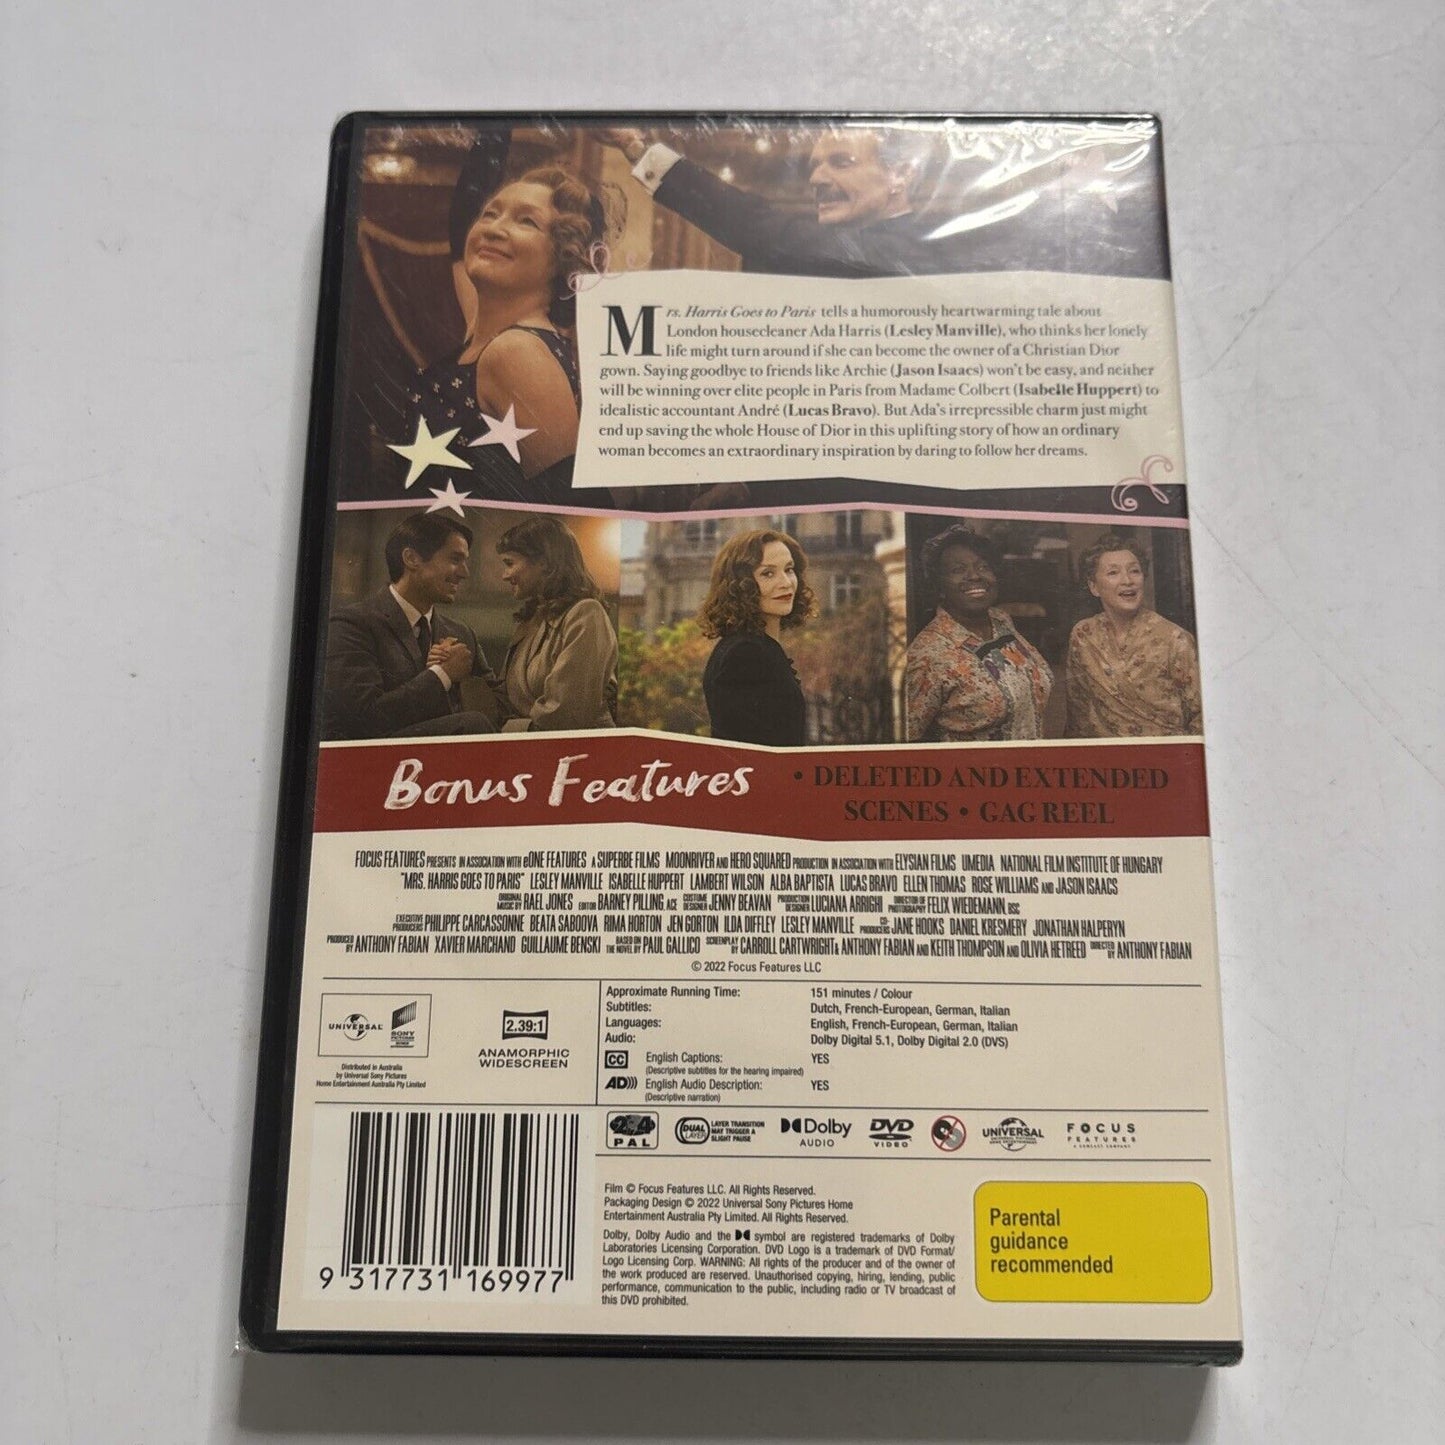 Mrs. Harris Goes to Paris tells a humorously heartwarming tale about
London housecleaner Ada Harris (Lesley Manville), who thinks her lonely
life might turn around if she can become the owner of a Christian Dior
gown. Saying goodbye to friends like Archie (Jason Isaacs) won't be easy, and neither
will be winning over elite people in Paris from Madame Colbert (Isabelle Huppert) to
idealistic accountant André (Lucas Bravo). But Ada's irrepressible charm just might
end up saving the whole House of Dior in this uplifting story of how an ordinary
woman becomes an extraordinary inspiration by daring to follow her dreams.
Bonus Features
• DELETED AND EXTENDED
SCENES • GAG REEL
FOCUS FEATURES PRESENTS IN ASSOCIATION WITH eONE FEATURES A SUPERBE FILMS MOONRIVER AND HERO SQUARED PRODUCTION IN ASSOCIATION WITH ELYSIAN FILMS UMEDIA NATIONAL FILM INSTITUTE OF HUNGARY
"MRS. HARRIS GOES TO PARIS" LESLEY MANVILLE ISABELLE HUPPERT LAMBERT WILSON ALBA BAPTISTA LUCAS BRAVO ELLEN THOMAS ROSE WILLIAMS AND JASON ISAACS
ORIGINAL MUSIC BY RAEL JONES EDITOR BARNEY PILLING, ACE COSTUME DESIGNER JENNY BEAVAN PRODUCTION DESIGNER LUCIANA ARRIGHI DIRECTOR OF PHOTOGRAPHY FELIX WIEDEMANN, BSC
EXECUTIVE PRODUCERS PHILIPPE CARCASSONNE BEATA SABOOVA RIMA HORTON JEN GORTON ILDA DIFFLEY LESLEY MANVILLE CO-PRODUCERS JANE HOOKS DANIEL KRESMERY JONATHAN HALPERYN
PRODUCED BY ANTHONY FABIAN XAVIER MARCHAND GUILLAUME BENSKI BASED ON THE NOVEL BY PAUL GALLICO SCREENPLAY BY CARROLL CARTWRIGHT & ANTHONY FABIAN AND KEITH THOMPSON AND OLIVIA HETREED DIRECTED BY ANTHONY FABIAN
© 2022 Focus Features LLC
UNIVERSAL
SONY
PICTURES
Distributed in Australia
by Universal Sony Pictures
Home Entertainment Australia Pty Limited
2.39:1
ANAMORPHIC
WIDESCREEN
Approximate Running Time: 151 minutes / Colour
Subtitles: Dutch, French-European, German, Italian
Languages: English, French-European, German, Italian
Audio: Dolby Digital 5.1, Dolby Digital 2.0 (DVS)
CC English Captions: YES
(Descriptive subtitles for the hearing impaired)
AD))) English Audio Description: YES
(Descriptive narration)
2 4
PAL
DUAL LAYER
LAYER TRANSITION
MAY TRIGGER A
SLIGHT PAUSE
Dolby
AUDIO
DVD
VIDEO
UNIVERSAL
FOCUS
FEATURES
A COMCAST COMPANY
9 317731 169977
Film © Focus Features LLC. All Rights Reserved.
Packaging Design © 2022 Universal Sony Pictures Home
Entertainment Australia Pty Limited. All Rights Reserved.
Dolby, Dolby Audio and the symbol are registered trademarks of Dolby
Laboratories Licensing Corporation. DVD Logo is a trademark of DVD Format/
Logo Licensing Corp. WARNING: All rights of the producer and of the owner of
the work produced are reserved. Unauthorised copying, hiring, lending, public
performance, communication to the public, including radio or TV broadcast of
this DVD prohibited.
Parental
guidance
recommended